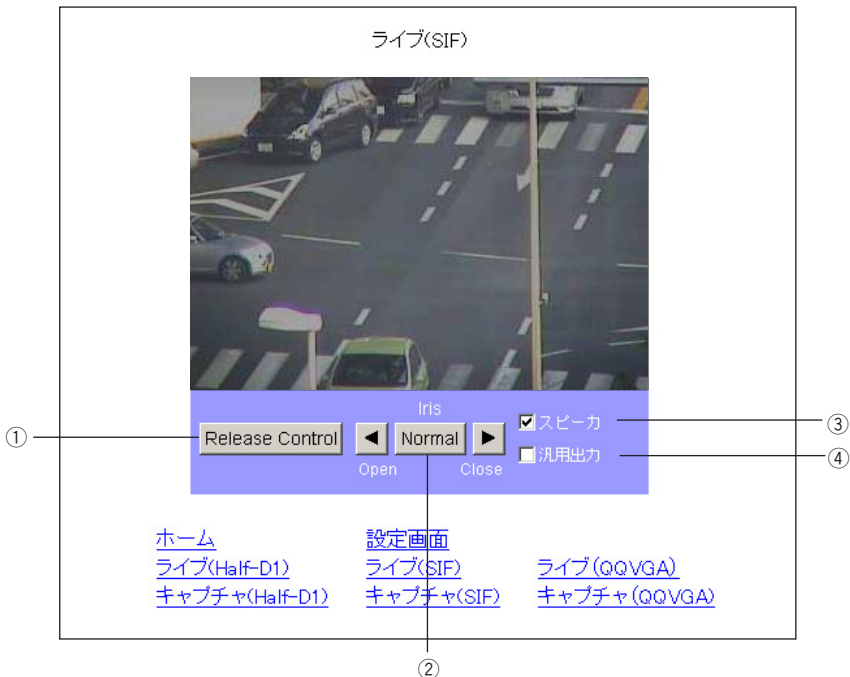 ライブ(SIF)
Iris
Release Control ◀ Normal ▶
Open Close
☑スピーカ
☐汎用出力
① ② ③ ④
ホーム 設定画面
ライブ(Half-D1) ライブ(SIF) ライブ(QQVGA)
キャプチャ(Half-D1) キャプチャ(SIF) キャプチャ(QQVGA)